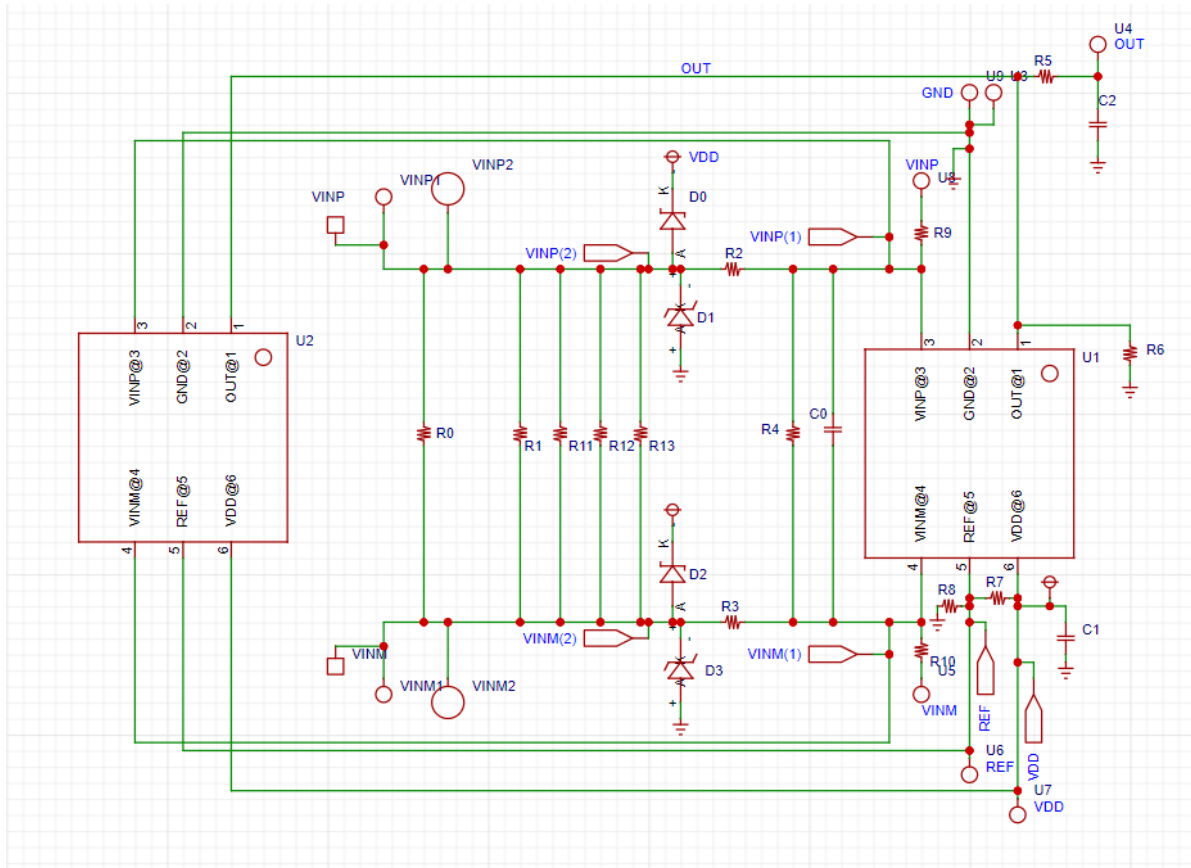 U4
OUT
OUT
R5
U9 U3
GND
C2
VINP2
VDD
VINP
VINP1
VINP
U8
K
D0
VINP(1)
R9
VINP(2)
A
R2
+
-
K
D1
A
3
2
1
U2
+
3
2
1
R6
U1
VINP@3
GND@2
OUT@1
VINP@3
GND@2
OUT@1
C0
R0
R1
R11
R12
R13
R4
VINM@4
REF@5
VDD@6
VINM@4
REF@5
VDD@6
4
5
6
K
D2
4
5
6
R7
R8
A
R3
+
C1
VINM(2)
VINM
-
VINM(1)
R10
U5
K
D3
A
VINM1
VINM2
+
VINM
REF
U6
REF
VDD
U7
VDD